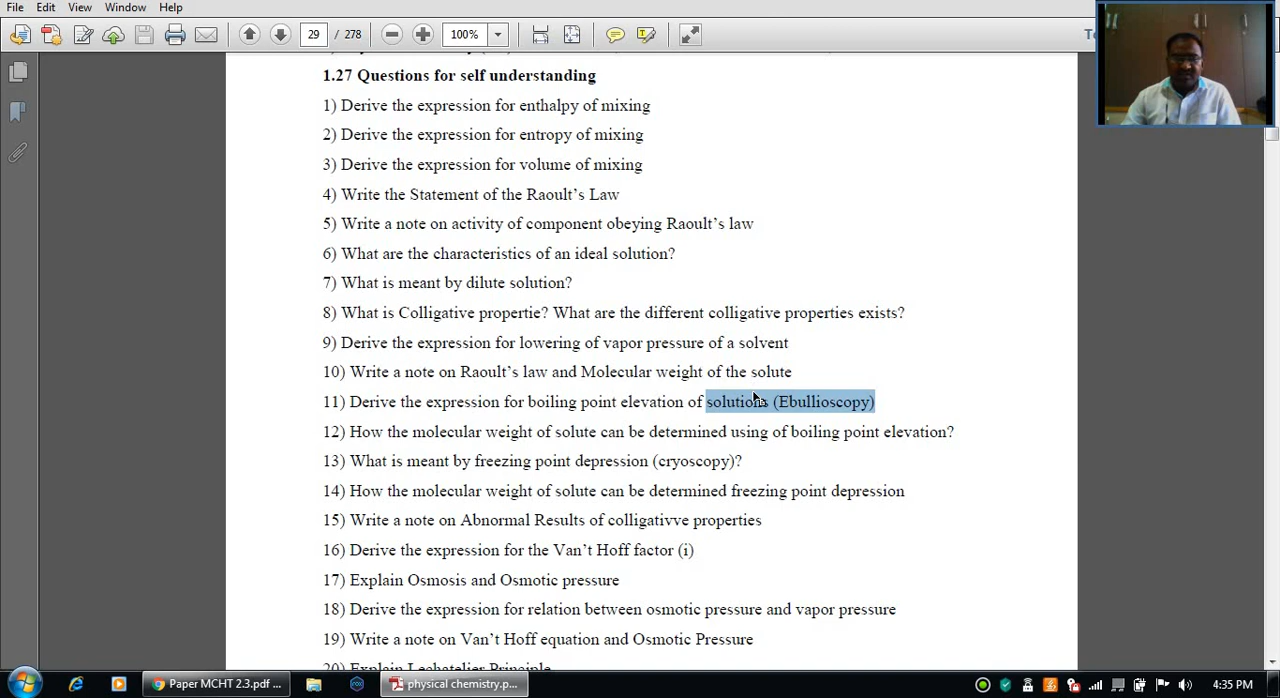 File Edit View Window Help
29 / 278 100%
1.27 Questions for self understanding
1) Derive the expression for enthalpy of mixing
2) Derive the expression for entropy of mixing
3) Derive the expression for volume of mixing
4) Write the Statement of the Raoult’s Law
5) Write a note on activity of component obeying Raoult’s law
6) What are the characteristics of an ideal solution?
7) What is meant by dilute solution?
8) What is Colligative propertie? What are the different colligative properties exists?
9) Derive the expression for lowering of vapor pressure of a solvent
10) Write a note on Raoult’s law and Molecular weight of the solute
11) Derive the expression for boiling point elevation of solutions (Ebullioscopy)
12) How the molecular weight of solute can be determined using of boiling point elevation?
13) What is meant by freezing point depression (cryoscopy)?
14) How the molecular weight of solute can be determined freezing point depression
15) Write a note on Abnormal Results of colligativve properties
16) Derive the expression for the Van’t Hoff factor (i)
17) Explain Osmosis and Osmotic pressure
18) Derive the expression for relation between osmotic pressure and vapor pressure
19) Write a note on Van’t Hoff equation and Osmotic Pressure
20) Explain Lechatelier Principle
Paper MCHT 2.3.pdf ... physical chemistry.p... 4:35 PM